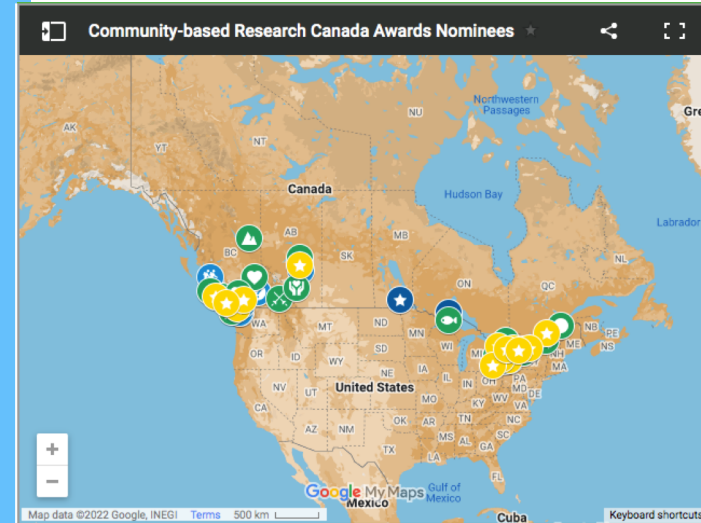 Community-based Research Canada Awards Nominees
Northwestern
Passages
Gre
AK
YT
NT
NU
Canada
Hudson Bay
Labrador
BC
AB
SK
MB
ON
QC
NL
NB
PE
NS
WA
MT
ND
MN
WI
MI
ME
NH
MA
OR
ID
WY
SD
NE
IA
IL
IN
OH
PA
MD
DE
NV
UT
United States
MO
KY
WV
VA
CA
AZ
NM
OK
AR
TN
NC
MS
AL
GA
SC
TX
LA
FL
Google My Maps
Gulf of
Mexico
Mexico
Cuba
+
−
Map data ©2022 Google, INEGI
Terms
500 km
Keyboard shortcuts